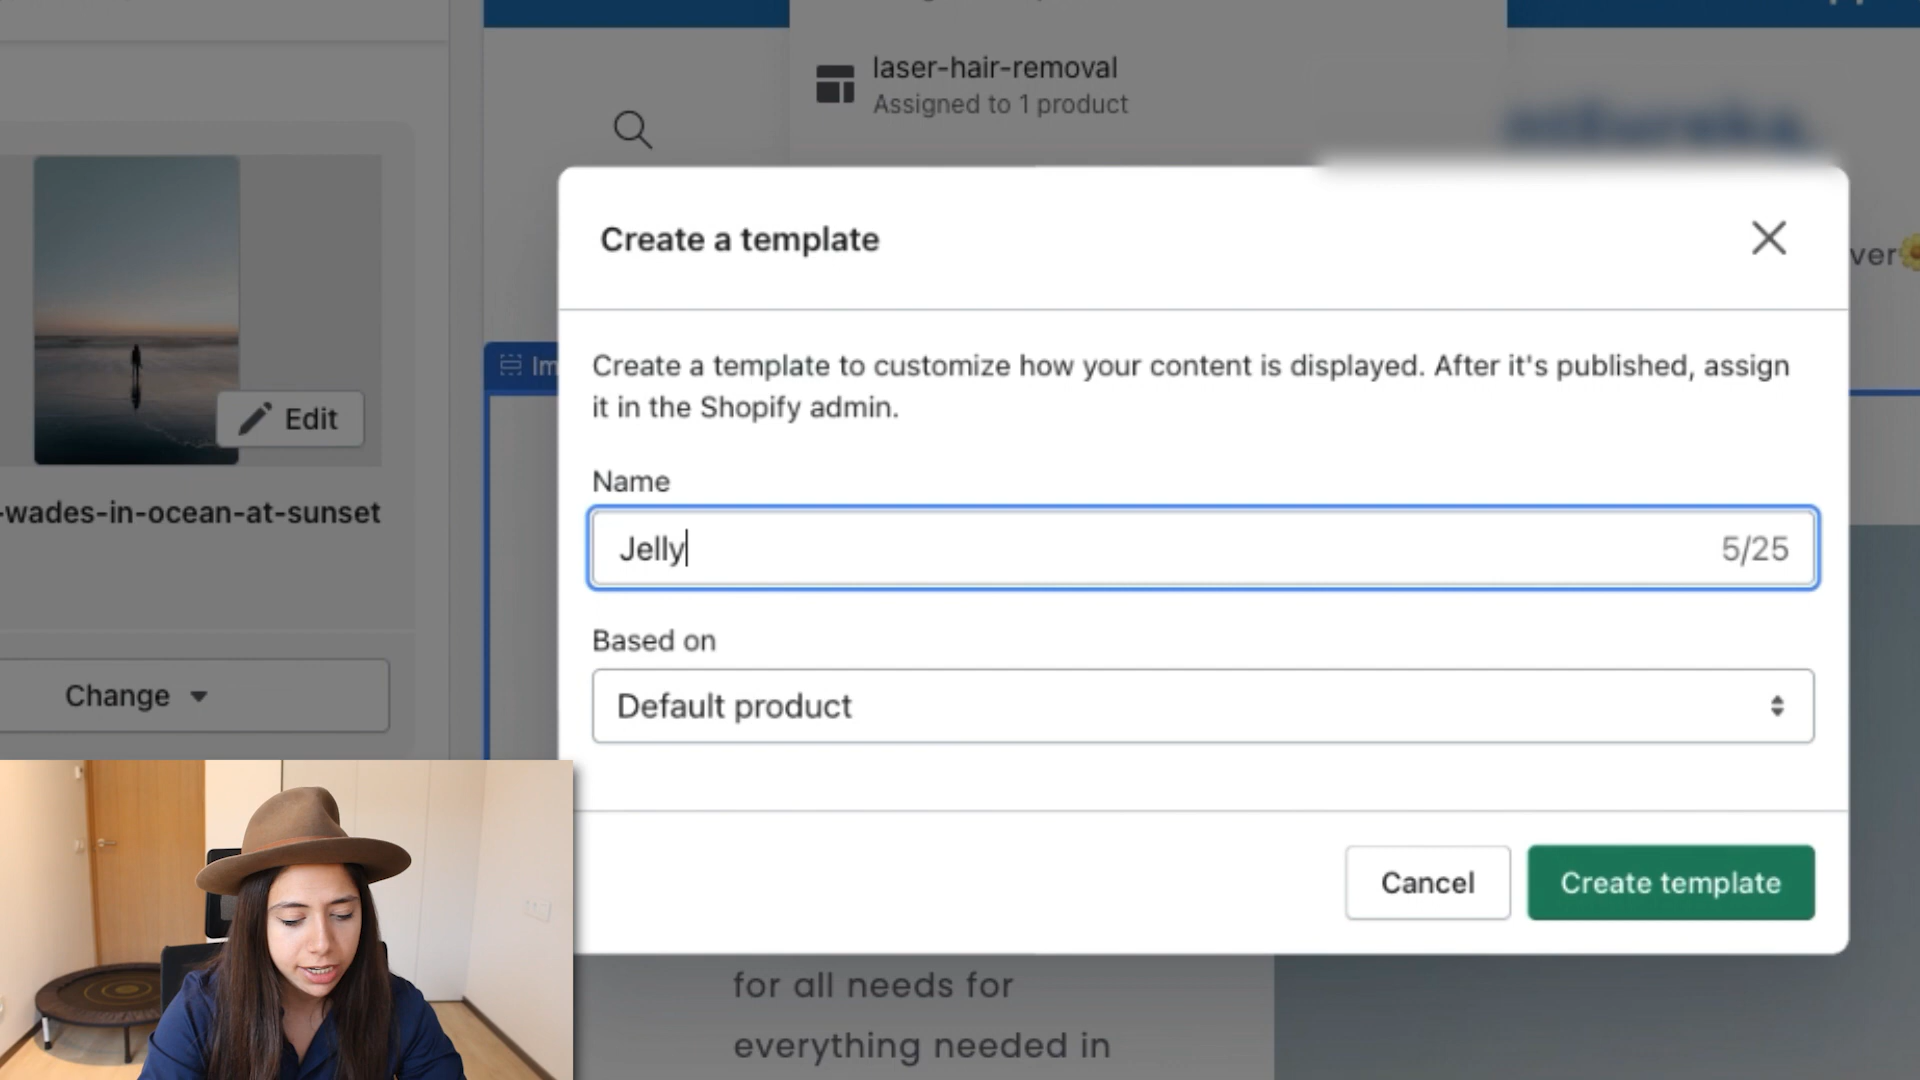 laser-hair-removal
Assigned to 1 product
Create a template
ver
Create a template to customize how your content is displayed. After it's published, assign
it in the Shopify admin.
Edit
Name
-wades-in-ocean-at-sunset
Jelly
5/25
Based on
Change
Default product
Cancel
Create template
for all needs for
everything needed in